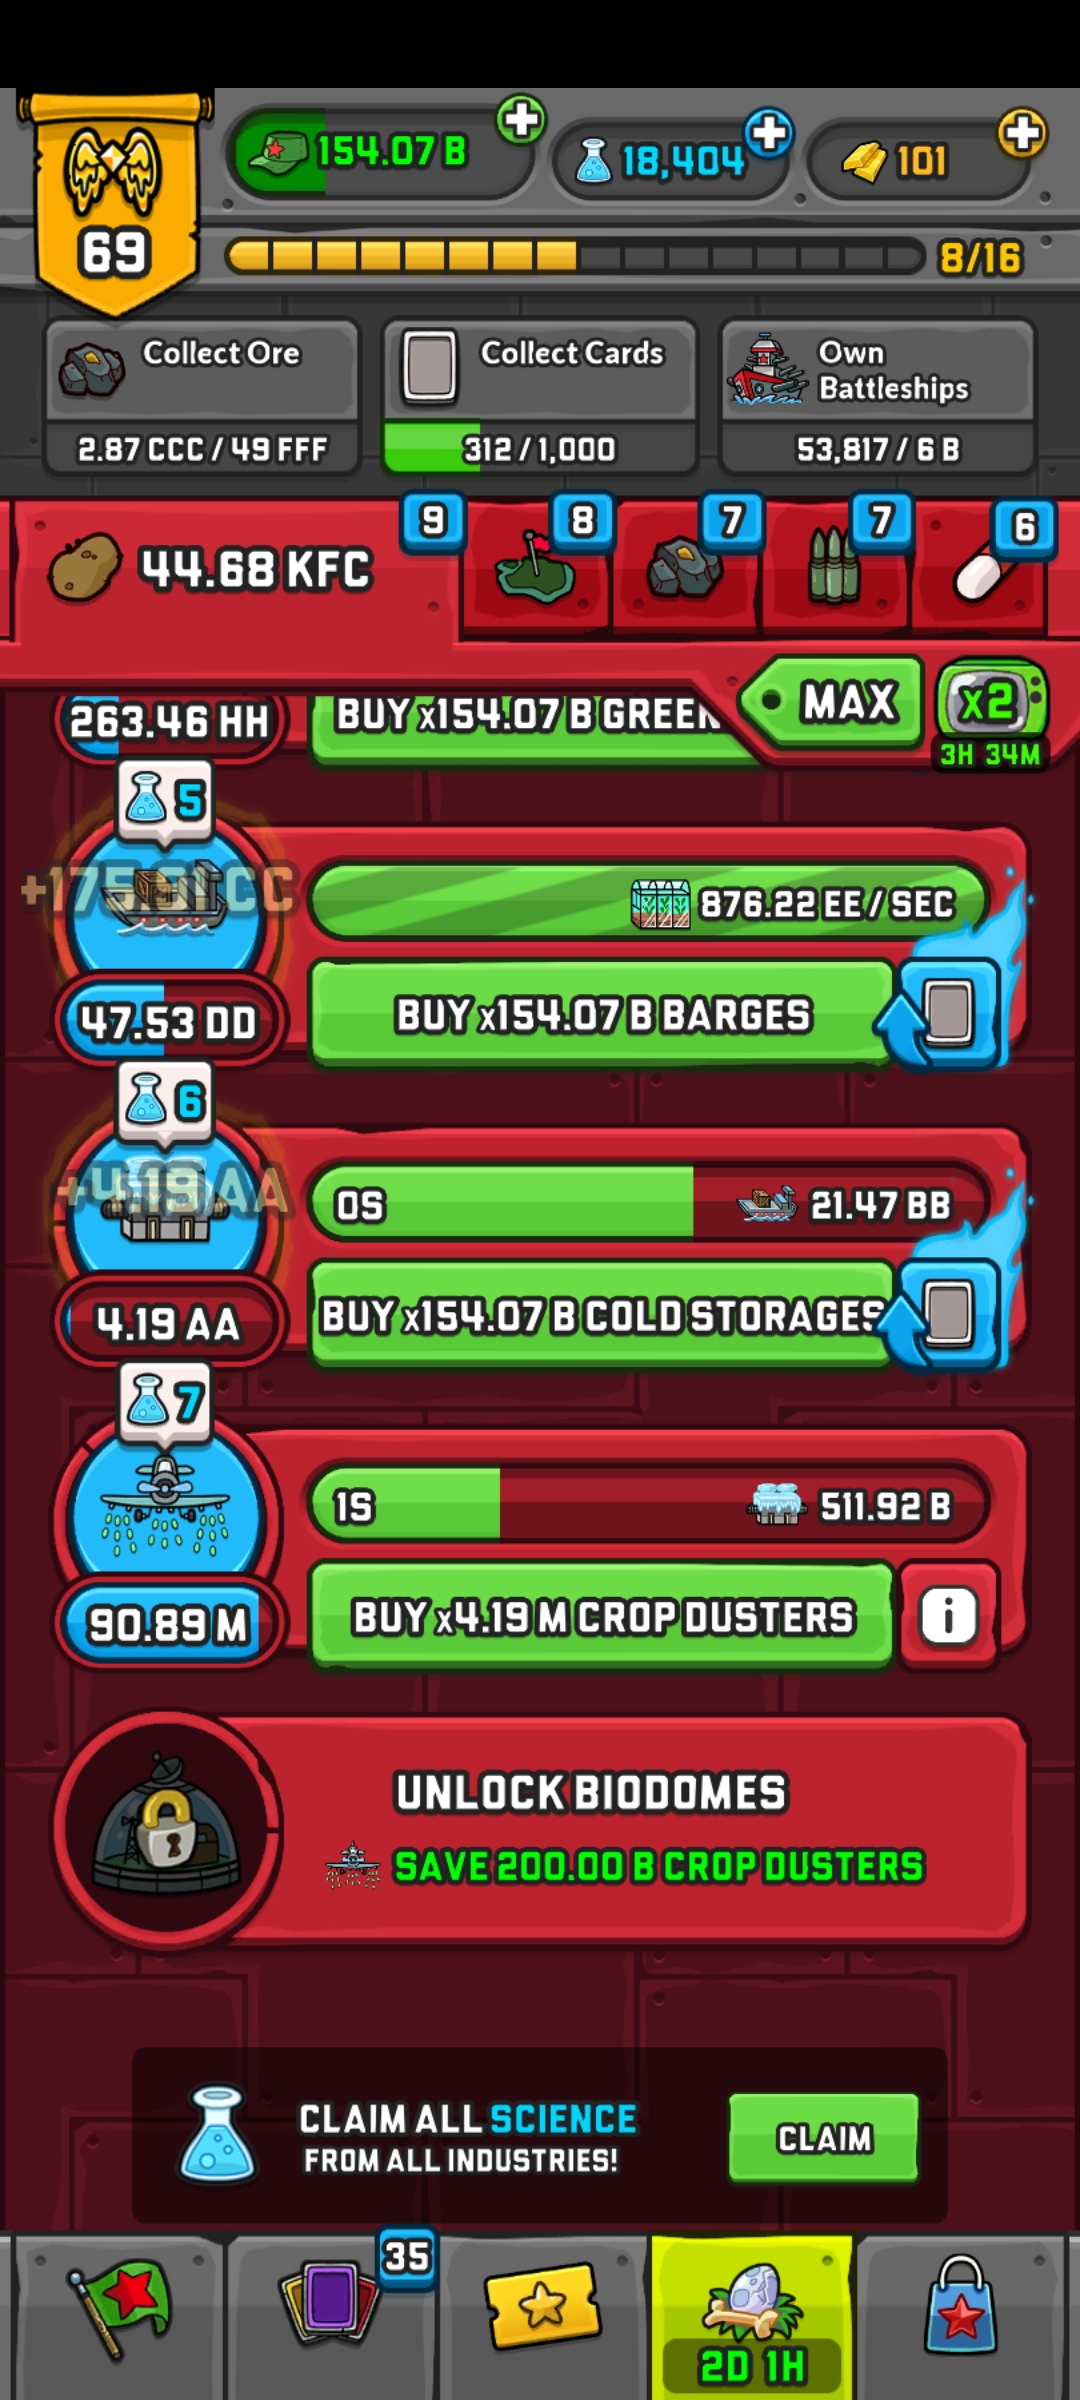 154.07 B
18,404
101
69
8/16
Collect Ore
2.87 CCC / 49 FFF
Collect Cards
312 / 1,000
Own
Battleships
53,817 / 6 B
44.68 KFC
9
8
7
7
6
MAX
x2
3H 34M
263.46 HH
BUY x154.07 B GREEN
5
+175.91 CC
876.22 EE / SEC
47.53 DD
BUY x154.07 B BARGES
6
+4.19 AA
0S
21.47 BB
4.19 AA
BUY x154.07 B COLD STORAGES
7
1S
511.92 B
90.89 M
BUY x4.19 M CROP DUSTERS
i
UNLOCK BIODOMES
SAVE 200.00 B CROP DUSTERS
CLAIM ALL SCIENCE
FROM ALL INDUSTRIES!
CLAIM
35
2D 1H